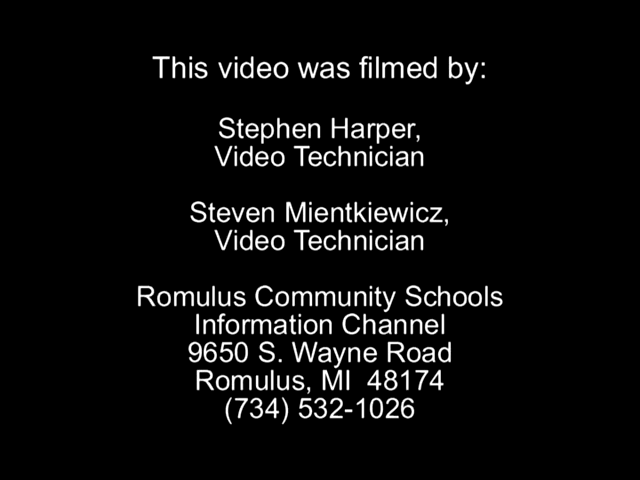 This video was filmed by:
Stephen Harper,
Video Technician
Steven Mientkiewicz,
Video Technician
Romulus Community Schools
Information Channel
9650 S. Wayne Road
Romulus, MI  48174
(734) 532-1026